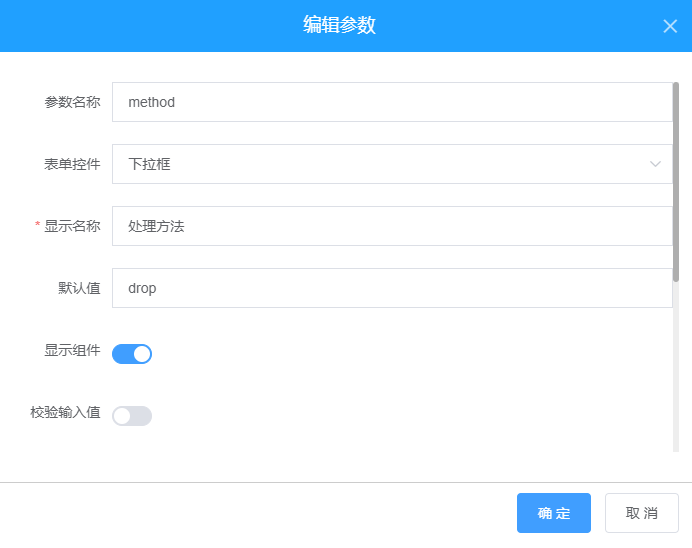 编辑参数
参数名称 method
表单控件 下拉框
* 显示名称 处理方法
默认值 drop
显示组件
校验输入值
确定 取消